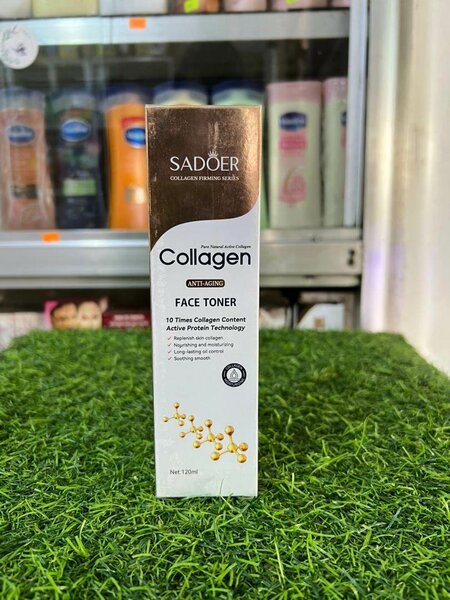 SADOER
COLLAGEN FIRMING SERIES
Pure Natural Active Collagen
Collagen
ANTI-AGING
FACE TONER
10 Times Collagen Content
Active Protein Technology
Replenish skin collagen
Nourishing and moisturizing
Long-lasting oil control
Soothing smooth
Net:120ml